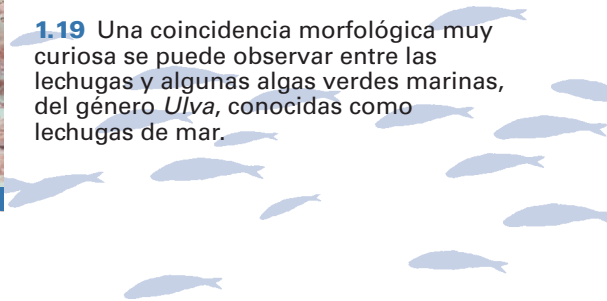 1.19 Una coincidencia morfológica muy
curiosa se puede observar entre las
lechugas y algunas algas verdes marinas,
del género Ulva, conocidas como
lechugas de mar.